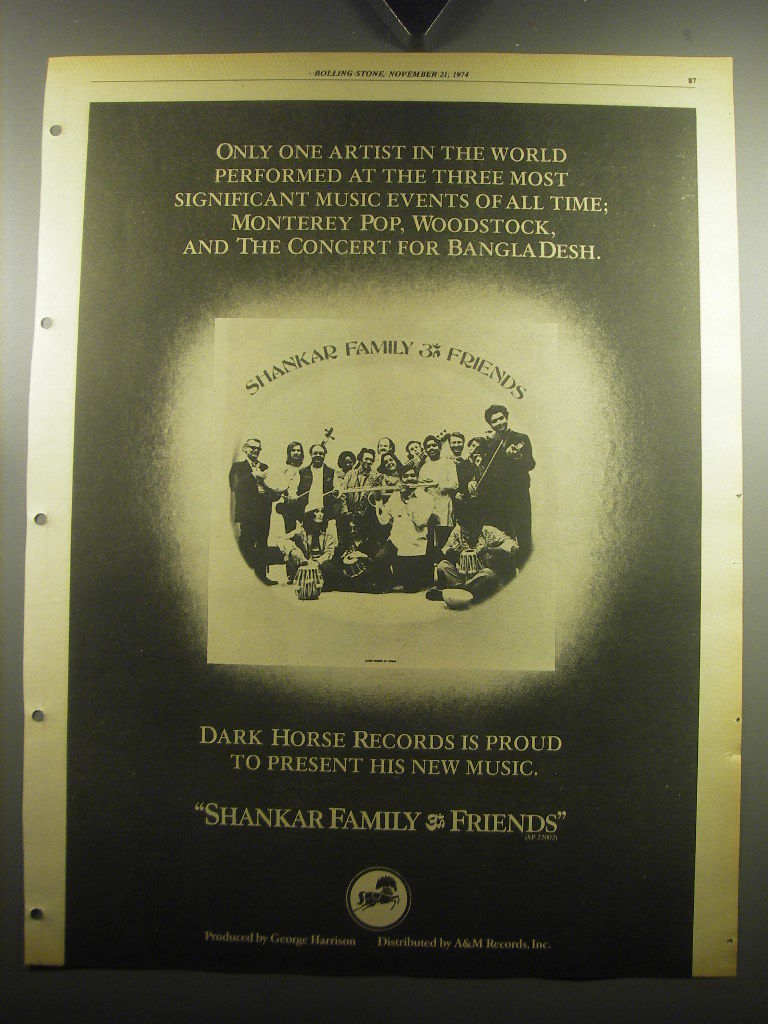 ROLLING STONE, NOVEMBER 21, 1974
87
ONLY ONE ARTIST IN THE WORLD
PERFORMED AT THE THREE MOST
SIGNIFICANT MUSIC EVENTS OF ALL TIME;
MONTEREY POP, WOODSTOCK,
AND THE CONCERT FOR BANGLA DESH.
SHANKAR FAMILY ॐ FRIENDS
DARK HORSE RECORDS IS PROUD
TO PRESENT HIS NEW MUSIC.
“SHANKAR FAMILY ॐ FRIENDS”
(SP 22002)
Produced by George Harrison Distributed by A&M Records, Inc.